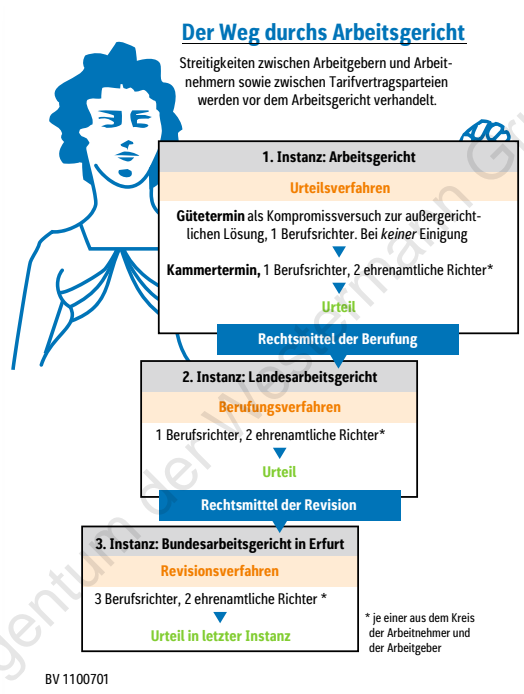 Der Weg durchs Arbeitsgericht
Streitigkeiten zwischen Arbeitgebern und Arbeit-
nehmern sowie zwischen Tarifvertragsparteien
werden vor dem Arbeitsgericht verhandelt.
1. Instanz: Arbeitsgericht
Urteilsverfahren
Gütetermin als Kompromissversuch zur außergericht-
lichen Lösung, 1 Berufsrichter. Bei keiner Einigung
Kammertermin, 1 Berufsrichter, 2 ehrenamtliche Richter*
Urteil
Rechtsmittel der Berufung
2. Instanz: Landesarbeitsgericht
Berufungsverfahren
1 Berufsrichter, 2 ehrenamtliche Richter*
Urteil
Rechtsmittel der Revision
3. Instanz: Bundesarbeitsgericht in Erfurt
Revisionsverfahren
3 Berufsrichter, 2 ehrenamtliche Richter *
Urteil in letzter Instanz
* je einer aus dem Kreis
der Arbeitnehmer und
der Arbeitgeber
BV 1100701
der Westermann